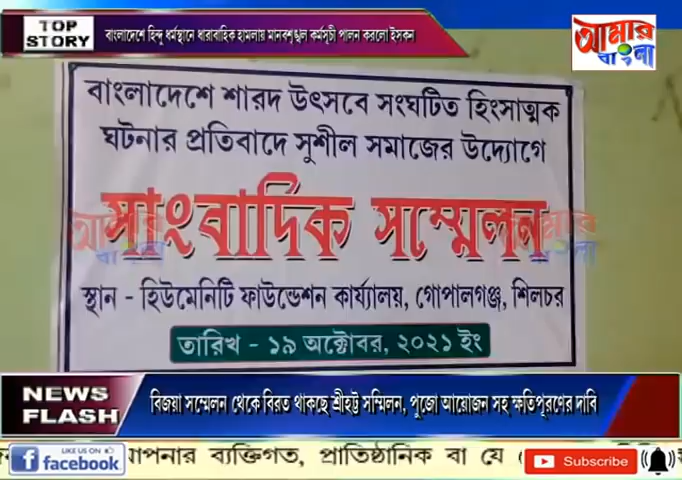 TOP STORY
বাংলাদেশে হিন্দু ধর্মস্থানে ধারাবাহিক হামলায় মানবশৃঙ্খল কর্মসূচী পালন করলো ইসকন
আমার বাংলা
বাংলাদেশে শারদ উৎসবে সংঘটিত হিংসাত্মক
ঘটনার প্রতিবাদে সুশীল সমাজের উদ্যোগে
সাংবাদিক সম্মেলন
আমার বাংলা
আমার বাংলা
স্থান - হিউমেনিটি ফাউন্ডেশন কার্য্যালয়, গোপালগঞ্জ, শিলচর
তারিখ - ১৯ অক্টোবর, ২০২১ ইং
NEWS FLASH
বিজয়া সম্মেলন থেকে বিরত থাকছে শ্রীহট্ট সম্মিলন, পুজো আয়োজন সহ ক্ষতিপূরণের দাবি
LIKE US ON
facebook
আপনার ব্যক্তিগত, প্রাতিষ্ঠানিক বা যে
Subscribe